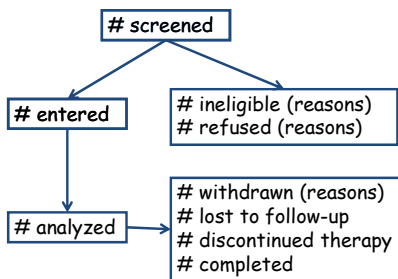 # screened
# entered
# ineligible (reasons)
# refused (reasons)
# analyzed
# withdrawn (reasons)
# lost to follow-up
# discontinued therapy
# completed